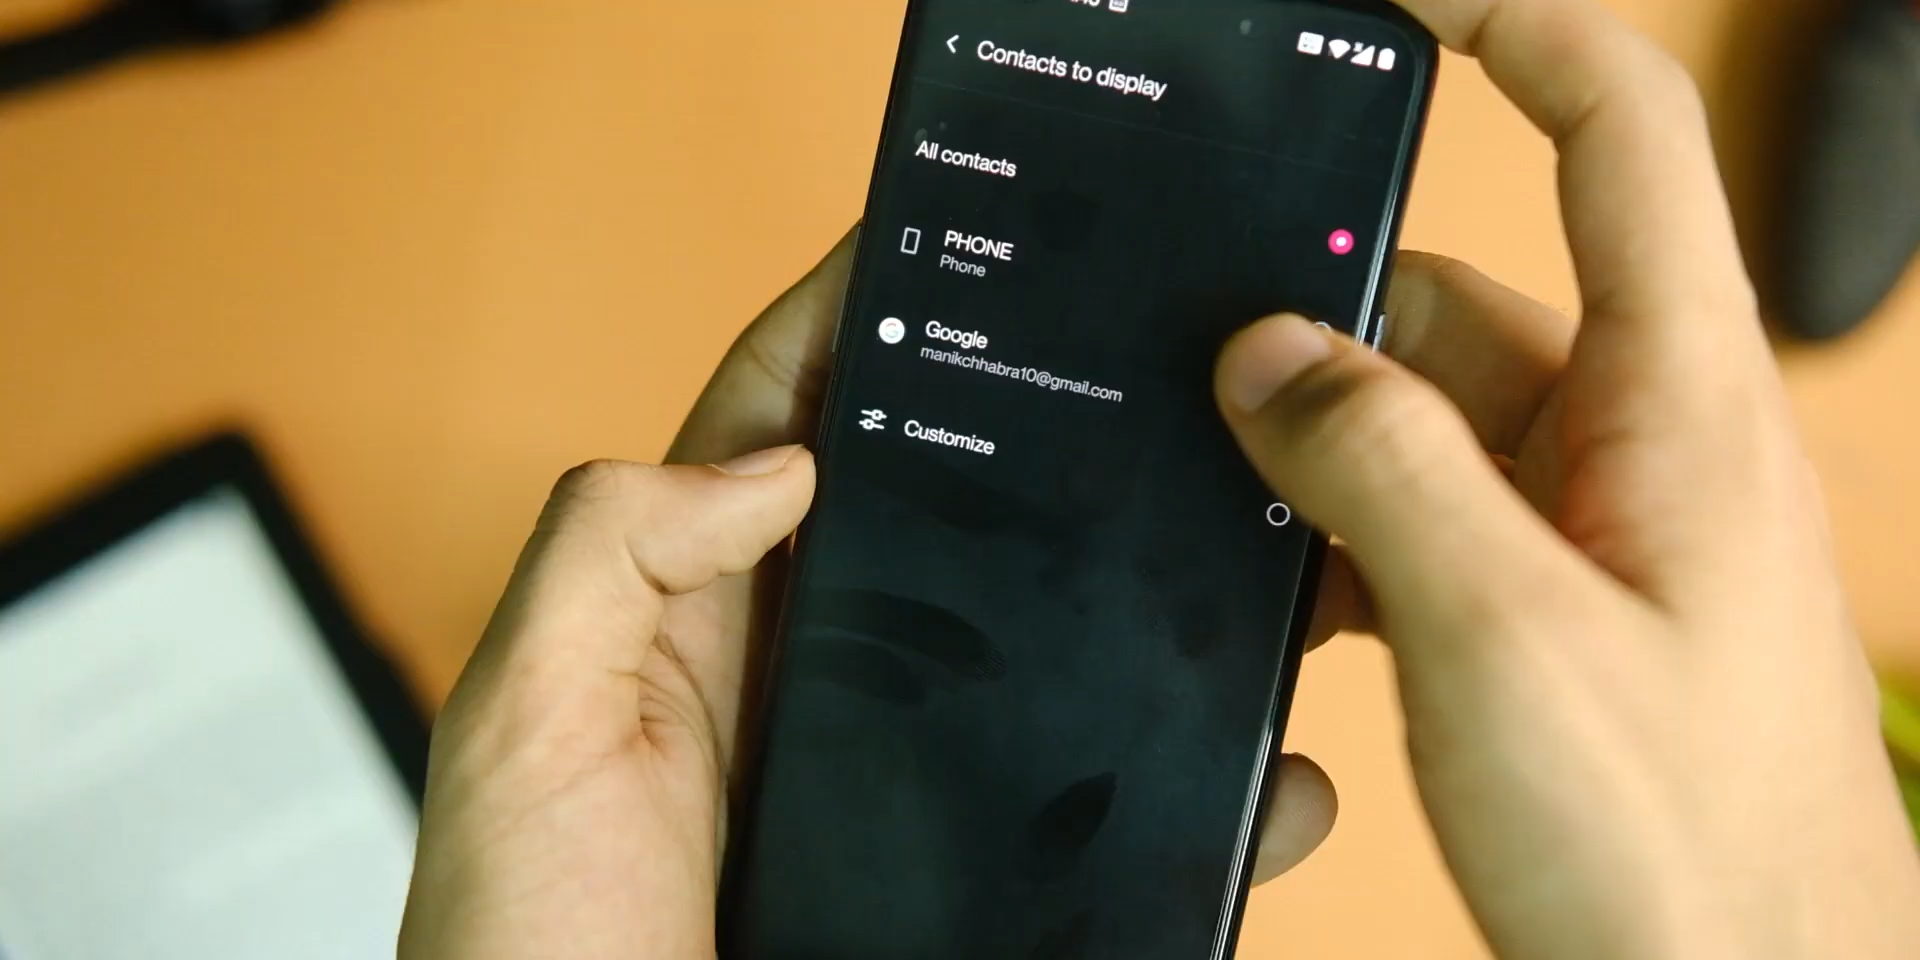 Contacts to display
All contacts
PHONE
Phone
Google
manikchhabra10@gmail.com
Customize